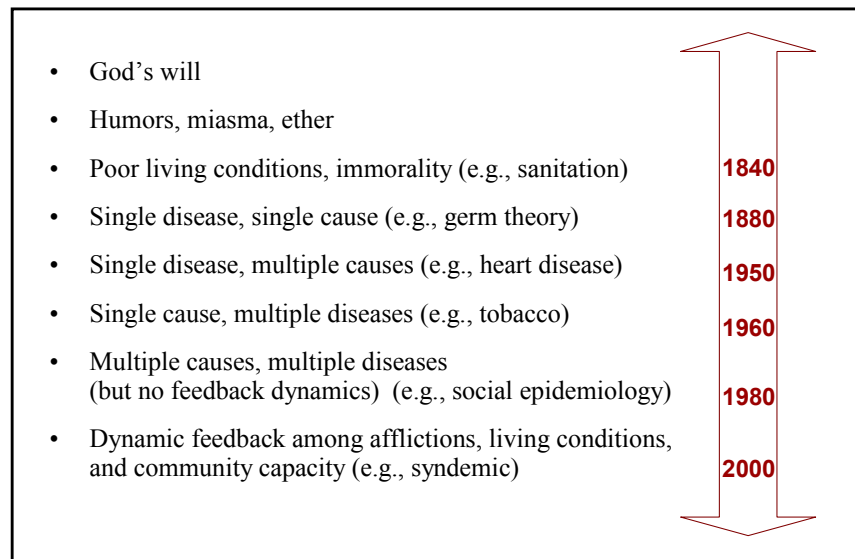 • God’s will
• Humors, miasma, ether
• Poor living conditions, immorality (e.g., sanitation) 1840
• Single disease, single cause (e.g., germ theory) 1880
• Single disease, multiple causes (e.g., heart disease) 1950
• Single cause, multiple diseases (e.g., tobacco) 1960
• Multiple causes, multiple diseases
(but no feedback dynamics) (e.g., social epidemiology) 1980
• Dynamic feedback among afflictions, living conditions,
and community capacity (e.g., syndemic) 2000